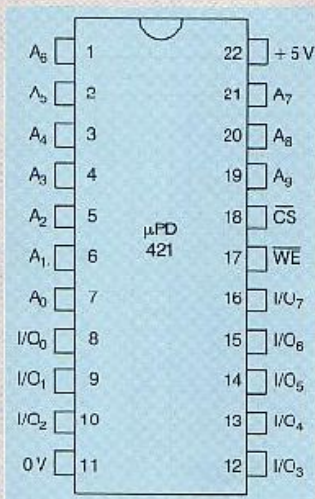 A₆ 1 22 + 5 V
A₅ 2 21 A₇
A₄ 3 20 A₈
A₃ 4 19 A₉
A₂ 5 18 C̅S̅
A₁ 6 17 W̅E̅
A₀ 7 16 I/O₇
I/O₀ 8 15 I/O₆
I/O₁ 9 14 I/O₅
I/O₂ 10 13 I/O₄
0 V 11 12 I/O₃
μPD
421